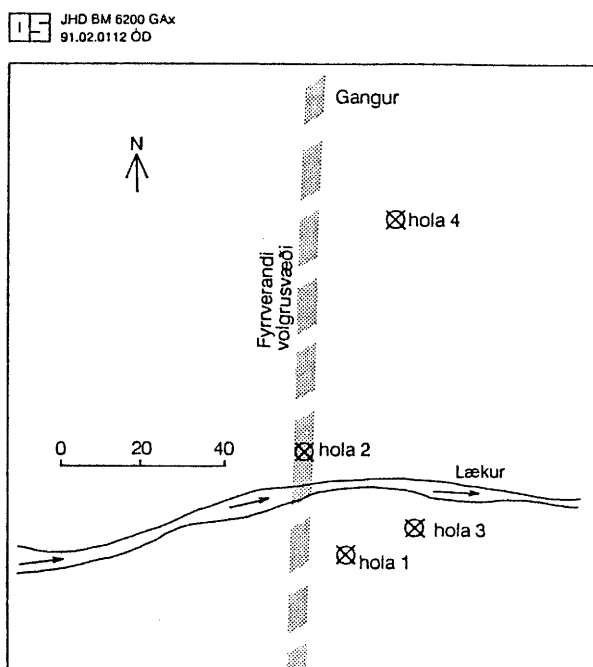 JHD BM 6200 GAx
91.02.0112 ÓD
Gangur
N
hola 4
Fyrrverandi
volgrusvæði
hola 2
0 20 40
Lækur
hola 3
hola 1